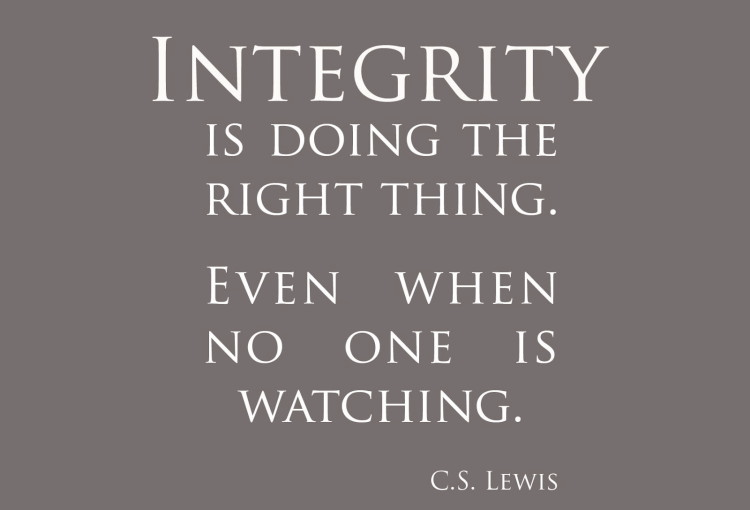 Integrity
is doing the
right thing.
Even when
no one is
watching.
C.S. Lewis